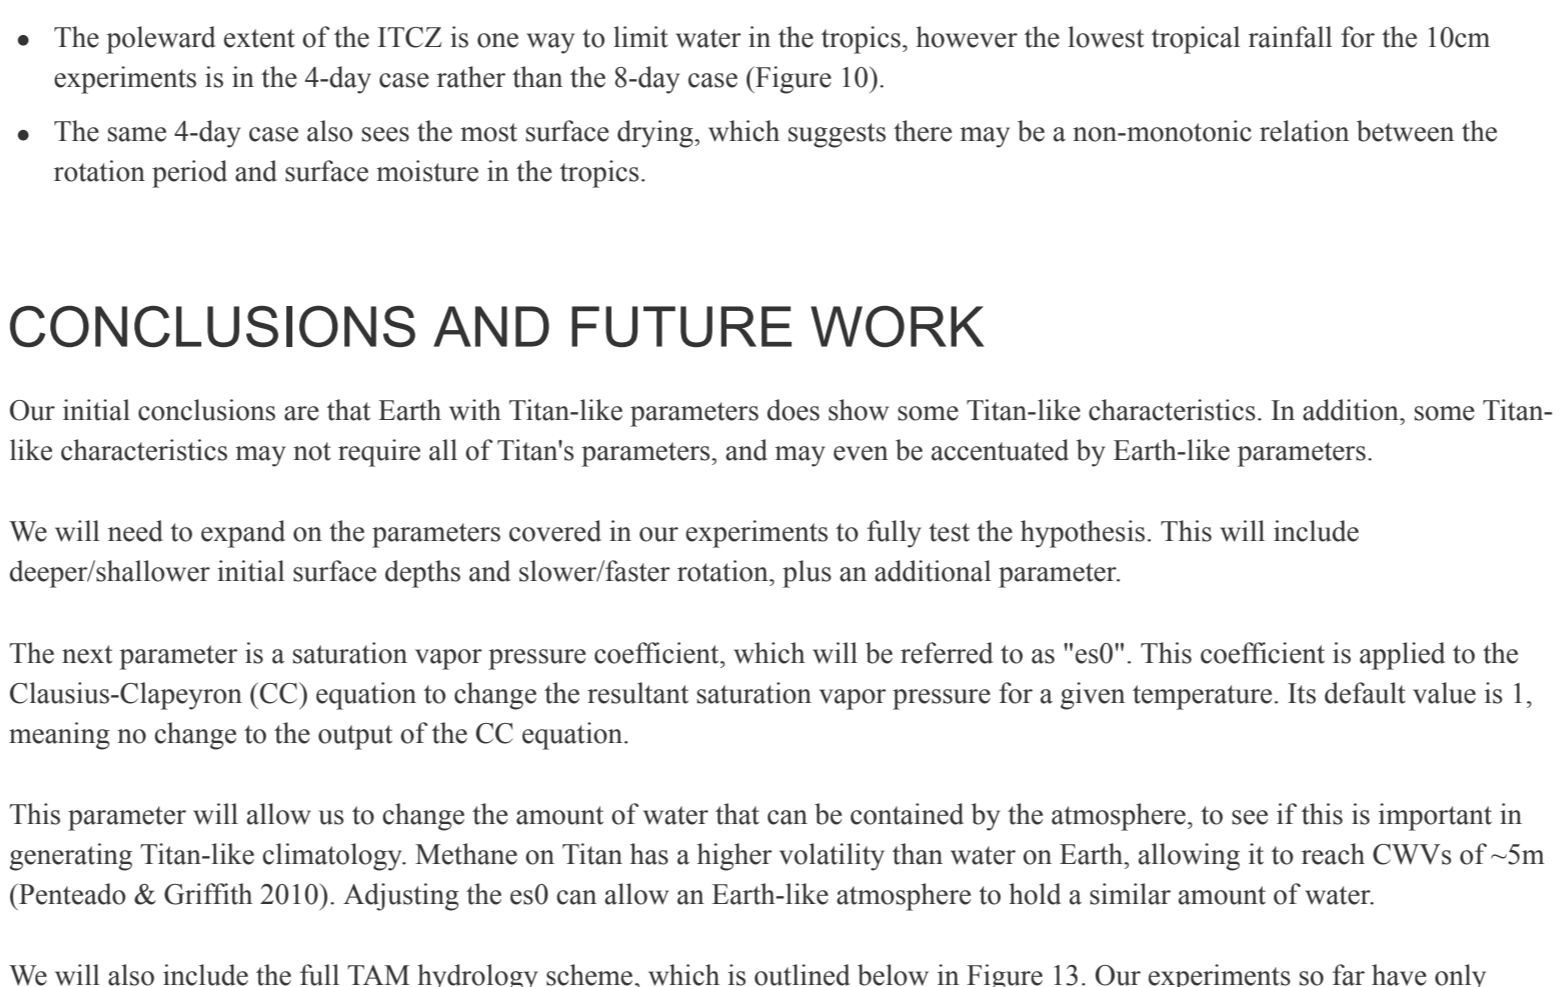 • The poleward extent of the ITCZ is one way to limit water in the tropics, however the lowest tropical rainfall for the 10cm
experiments is in the 4-day case rather than the 8-day case (Figure 10).
• The same 4-day case also sees the most surface drying, which suggests there may be a non-monotonic relation between the
rotation period and surface moisture in the tropics.
CONCLUSIONS AND FUTURE WORK
Our initial conclusions are that Earth with Titan-like parameters does show some Titan-like characteristics. In addition, some Titan-
like characteristics may not require all of Titan's parameters, and may even be accentuated by Earth-like parameters.
We will need to expand on the parameters covered in our experiments to fully test the hypothesis. This will include
deeper/shallower initial surface depths and slower/faster rotation, plus an additional parameter.
The next parameter is a saturation vapor pressure coefficient, which will be referred to as "es0". This coefficient is applied to the
Clausius-Clapeyron (CC) equation to change the resultant saturation vapor pressure for a given temperature. Its default value is 1,
meaning no change to the output of the CC equation.
This parameter will allow us to change the amount of water that can be contained by the atmosphere, to see if this is important in
generating Titan-like climatology. Methane on Titan has a higher volatility than water on Earth, allowing it to reach CWVs of ~5m
(Penteado & Griffith 2010). Adjusting the es0 can allow an Earth-like atmosphere to hold a similar amount of water.
We will also include the full TAM hydrology scheme, which is outlined below in Figure 13. Our experiments so far have only